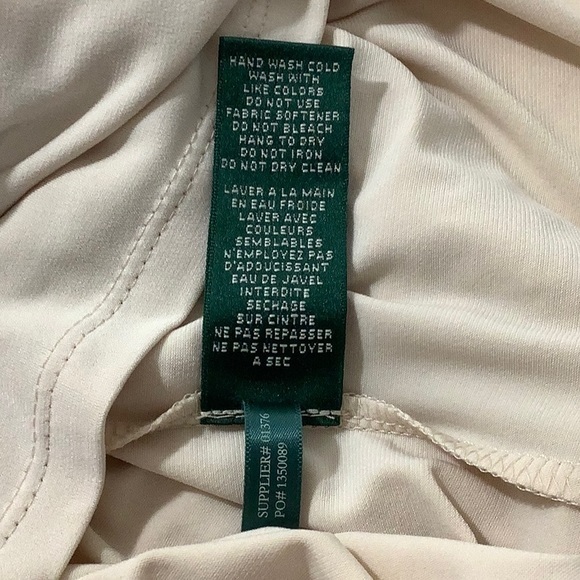 HAND WASH COLD
WASH WITH
LIKE COLORS
DO NOT USE
FABRIC SOFTENER
DO NOT BLEACH
HANG TO DRY
DO NOT IRON
DO NOT DRY CLEAN
LAVER A LA MAIN
EN EAU FROIDE
LAVER AVEC
COULEURS
SEMBLABLES
N'EMPLOYEZ PAS
D'ADOUCISSANT
EAU DE JAVEL
INTERDITE
SECHAGE
SUR CINTRE
NE PAS REPASSER
NE PAS NETTOYER
A SEC
SUPPLIER# 01376
PO# 1350089